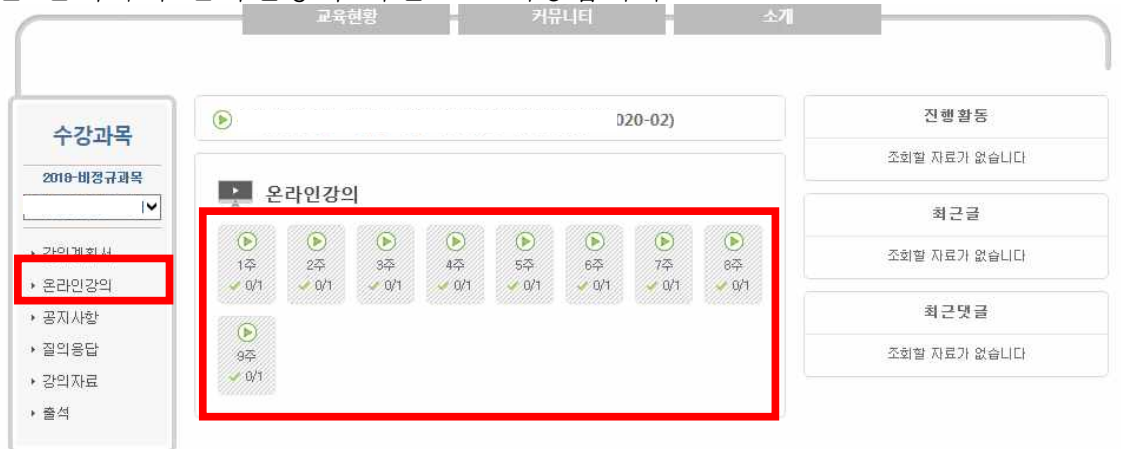 교육현황 커뮤니티 소개
수강과목
2018-비정규과목
강의계획서
온라인강의
공지사항
질의응답
강의자료
출석
020-02)
온라인강의
1주 2주 3주 4주 5주 6주 7주 8주
0/1 0/1 0/1 0/1 0/1 0/1 0/1 0/1
9주
0/1
진행활동
조회할 자료가 없습니다
최근글
조회할 자료가 없습니다
최근댓글
조회할 자료가 없습니다